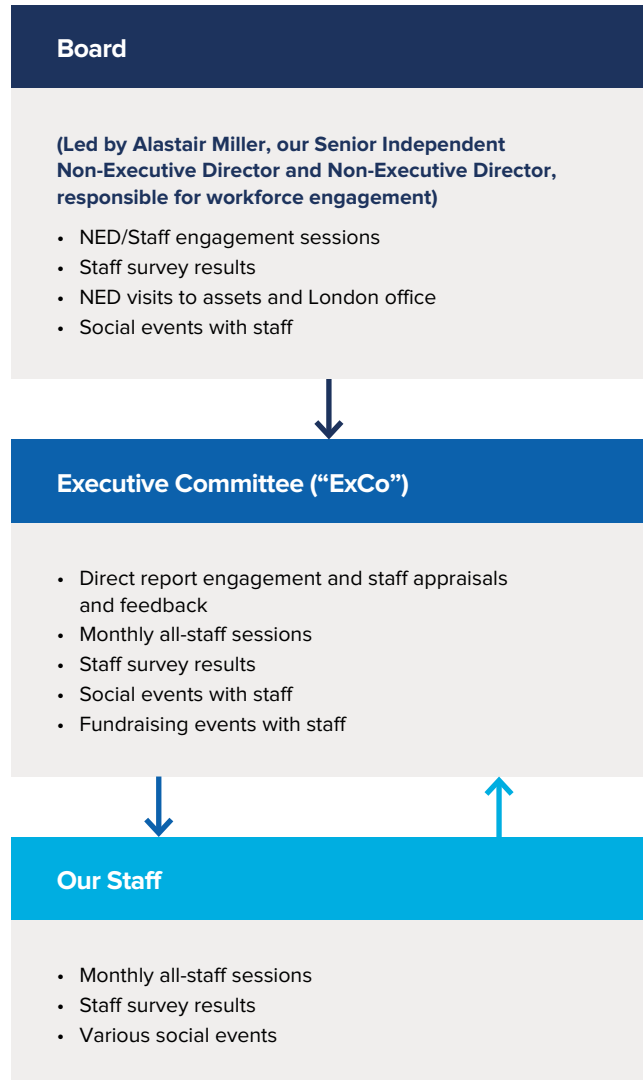 Board
(Led by Alastair Miller, our Senior Independent
Non-Executive Director and Non-Executive Director,
responsible for workforce engagement)
• NED/Staff engagement sessions
• Staff survey results
• NED visits to assets and London office
• Social events with staff
Executive Committee (“ExCo”)
• Direct report engagement and staff appraisals
and feedback
• Monthly all-staff sessions
• Staff survey results
• Social events with staff
• Fundraising events with staff
Our Staff
• Monthly all-staff sessions
• Staff survey results
• Various social events